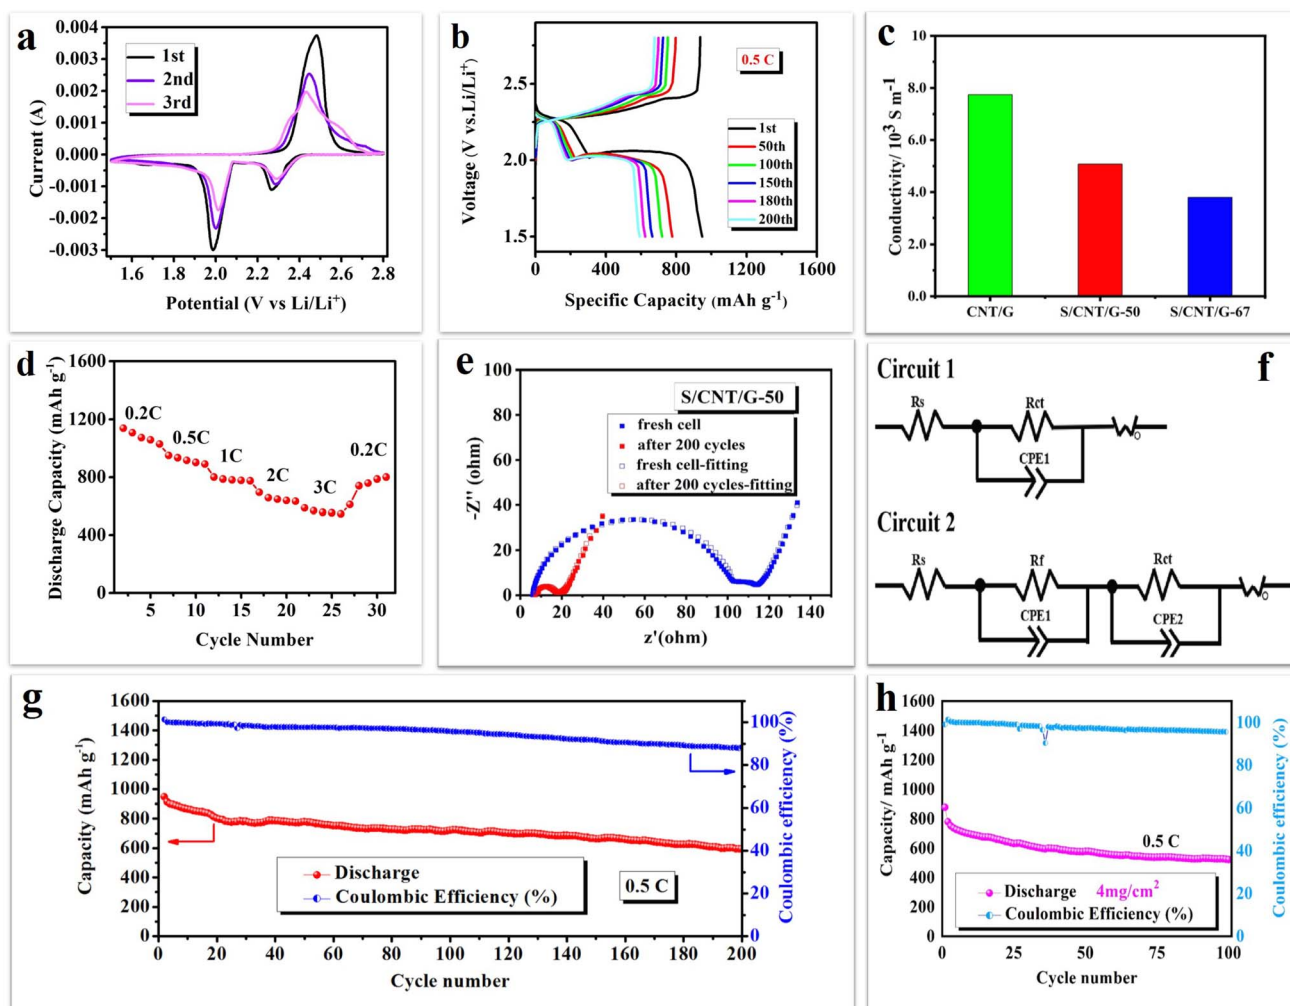 a
0.004
0.003
0.002
0.001
0.000
-0.001
-0.002
-0.003
Current (A)
1st
2nd
3rd
1.6 2.0 2.4 2.8
Potential (V vs Li/Li⁺)
b
0.5 C
2.5
2.0
1.5
Voltage (V vs.Li/Li⁺)
1st
50th
100th
150th
180th
200th
0 400 800 1200 1600
Specific Capacity (mAh g⁻¹)
c
10
8.0
6.0
4.0
2.0
0.0
Conductivity/ 10³ S m⁻¹
CNT/G S/CNT/G-50 S/CNT/G-67
d
1600
1200
800
400
0
Discharge Capacity (mAh g⁻¹)
0.2C
0.5C
1C
2C
3C
0.2C
5 10 15 20 25 30
Cycle Number
e
S/CNT/G-50
fresh cell
after 200 cycles
fresh cell-fitting
after 200 cycles-fitting
100
80
60
40
20
0
-Z'' (ohm)
0 20 40 60 80 100 120 140
z'(ohm)
f
Circuit 1
Rs Rct
CPE1
o
Circuit 2
Rs Rf Rct
CPE1 CPE2
o
g
1600
1400
1200
1000
800
600
400
200
0
Capacity (mAh g⁻¹)
Discharge
Coulombic Efficiency (%)
0.5 C
100
80
60
40
20
0
Coulombic efficiency (%)
0 20 40 60 80 100 120 140 160 180 200
Cycle number
h
1600
1400
1200
1000
800
600
400
200
0
Capacity/ mAh g⁻¹
0.5 C
Discharge 4mg/cm²
Coulombic Efficiency (%)
100
80
60
40
20
0
Coulombic efficiency (%)
0 25 50 75 100
Cycle number